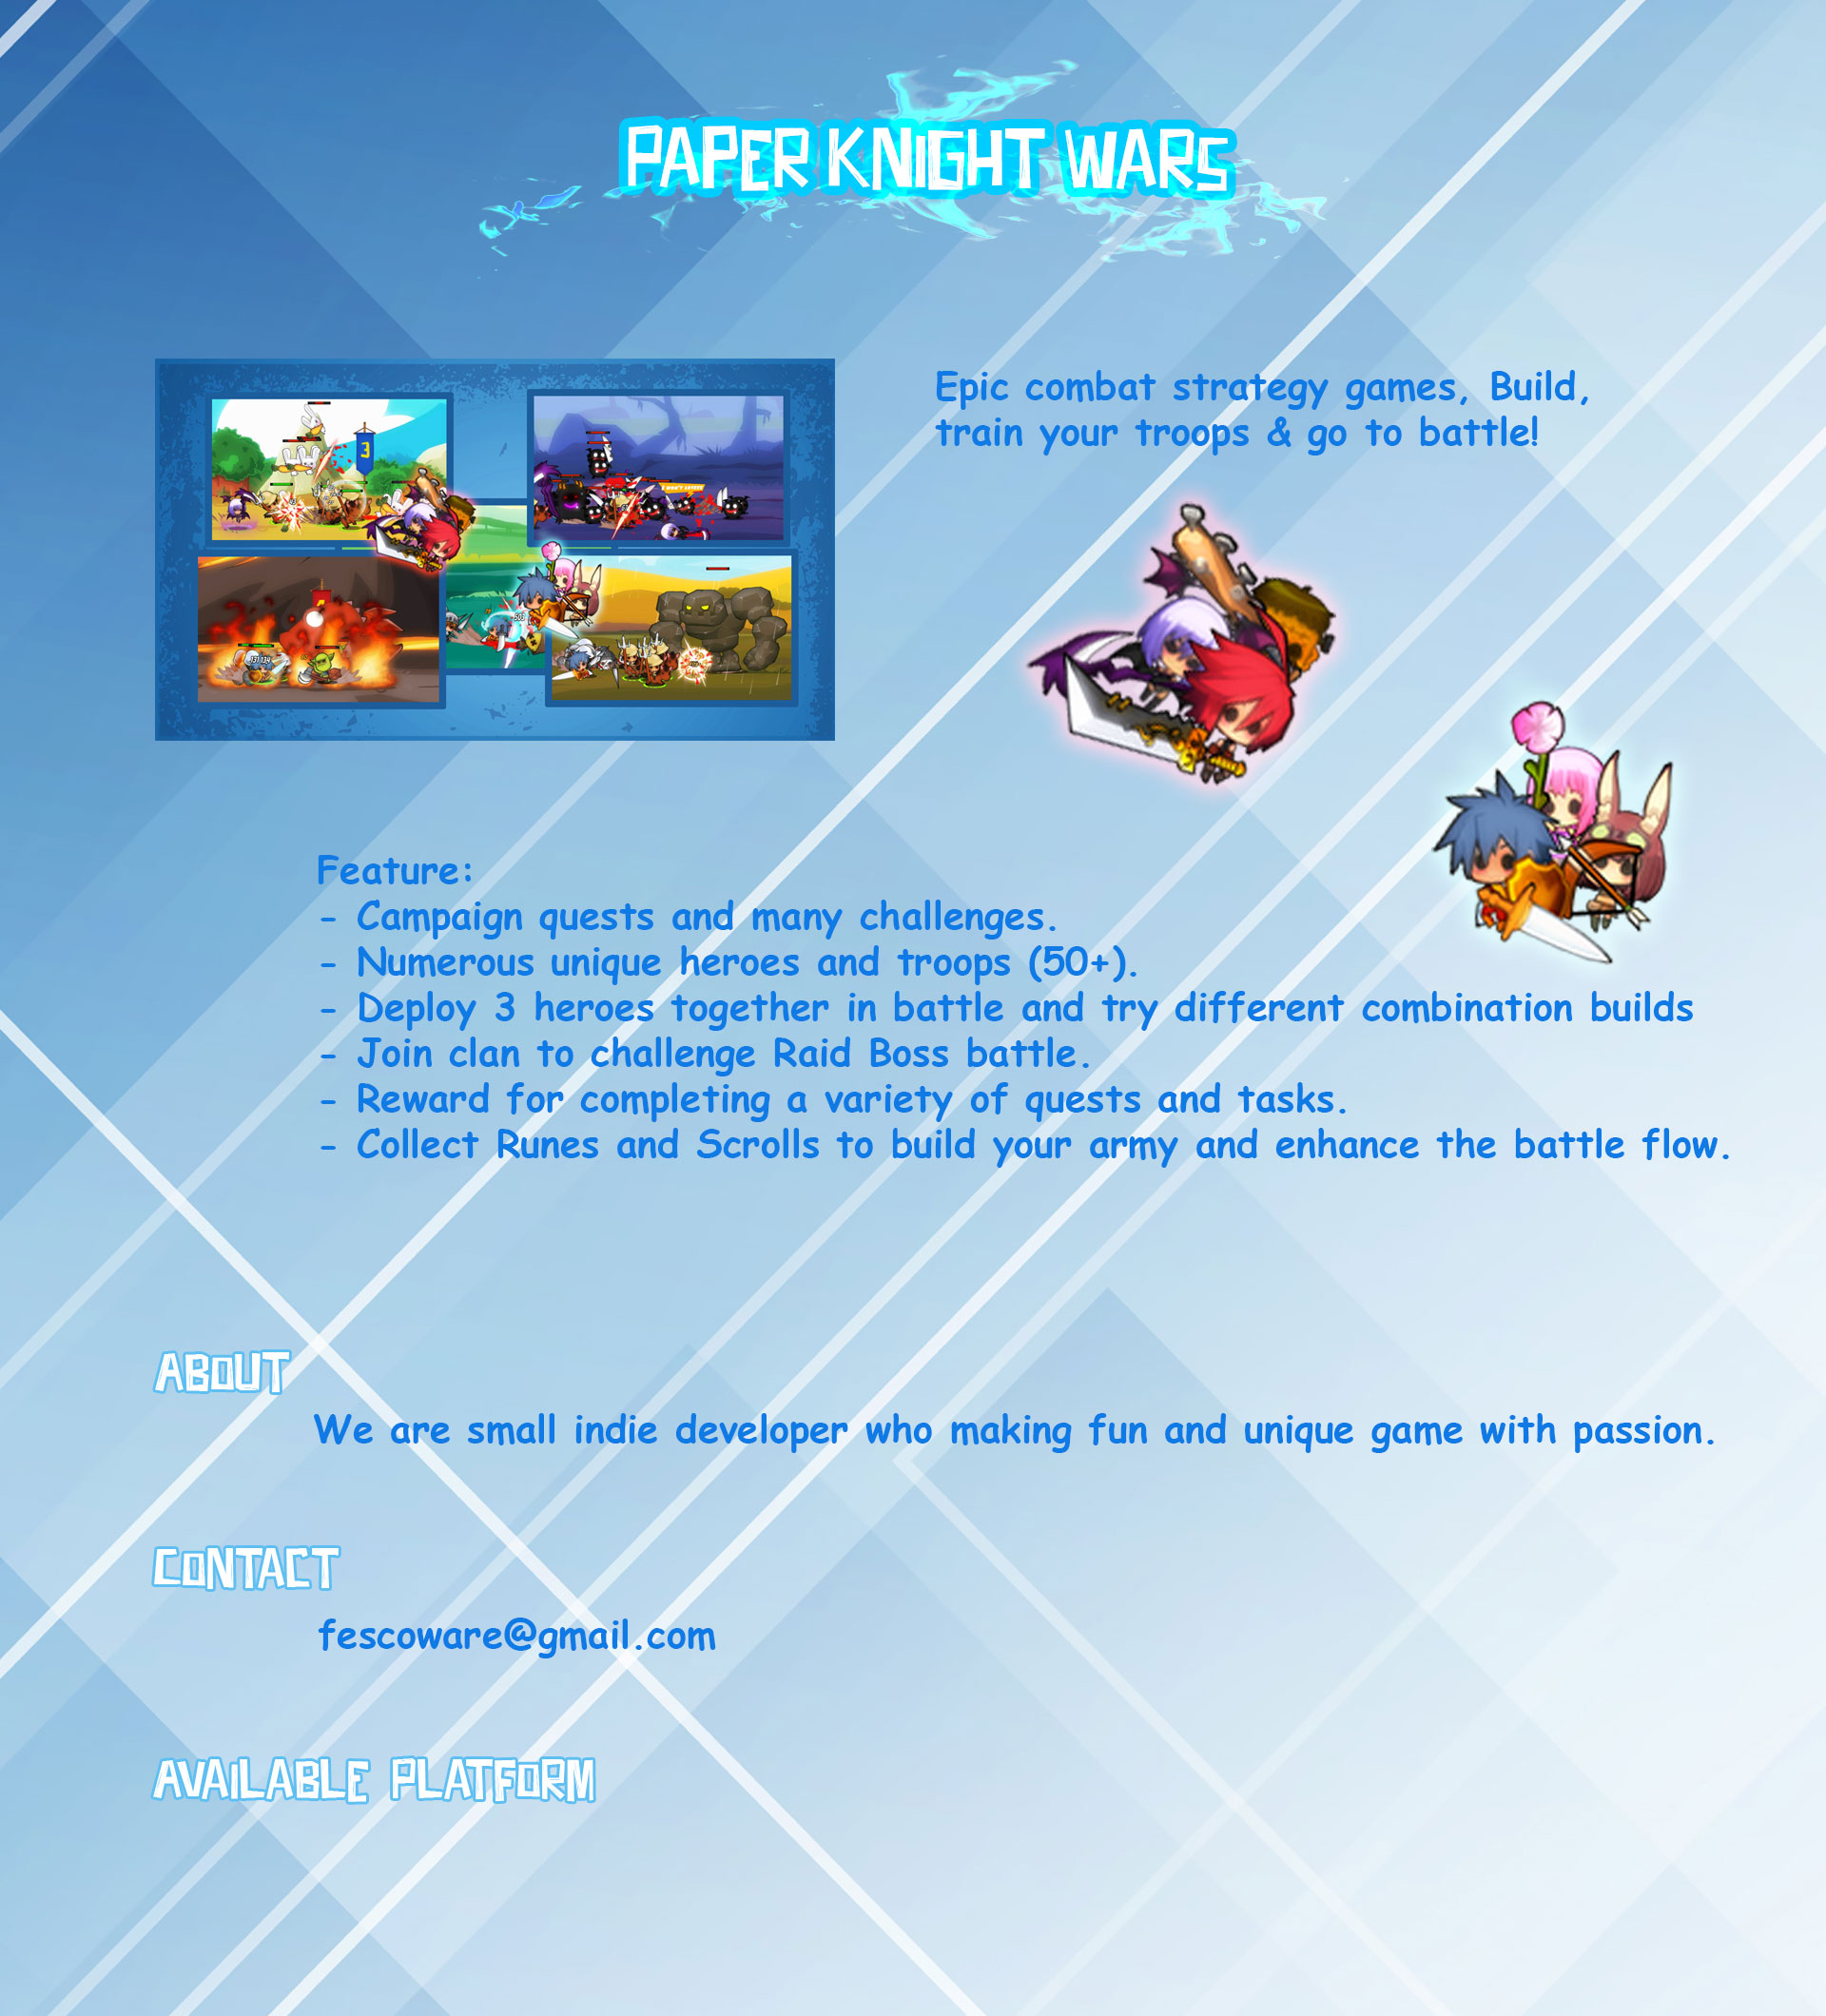 PAPER KNIGHT WARS
Epic combat strategy games, Build,
train your troops & go to battle!
3
503
Feature:
- Campaign quests and many challenges.
- Numerous unique heroes and troops (50+).
- Deploy 3 heroes together in battle and try different combination builds
- Join clan to challenge Raid Boss battle.
- Reward for completing a variety of quests and tasks.
- Collect Runes and Scrolls to build your army and enhance the battle flow.
ABOUT
We are small indie developer who making fun and unique game with passion.
CONTACT
fescoware@gmail.com
AVAILABLE PLATFORM